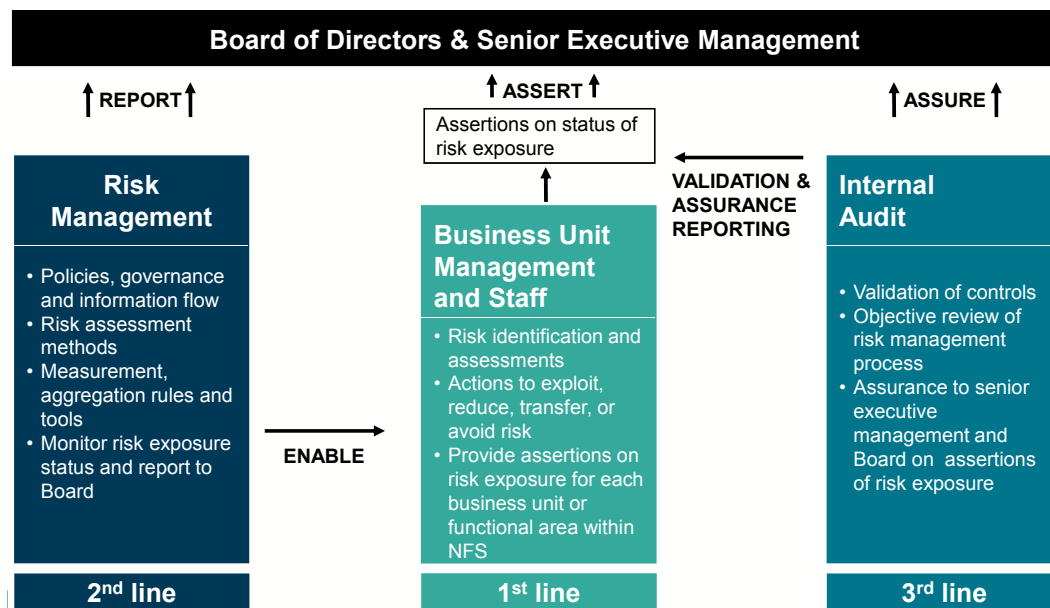 Board of Directors & Senior Executive Management
REPORT
ASSERT
ASSURE
Assertions on status of
risk exposure
VALIDATION &
ASSURANCE
REPORTING
Risk
Management
• Policies, governance
and information flow
• Risk assessment
methods
• Measurement,
aggregation rules and
tools
• Monitor risk exposure
status and report to
Board
2nd line
ENABLE
Business Unit
Management
and Staff
• Risk identification and
assessments
• Actions to exploit,
reduce, transfer, or
avoid risk
• Provide assertions on
risk exposure for each
business unit or
functional area within
NFS
1st line
Internal
Audit
• Validation of controls
• Objective review of
risk management
process
• Assurance to senior
executive
management and
Board on assertions
of risk exposure
3rd line